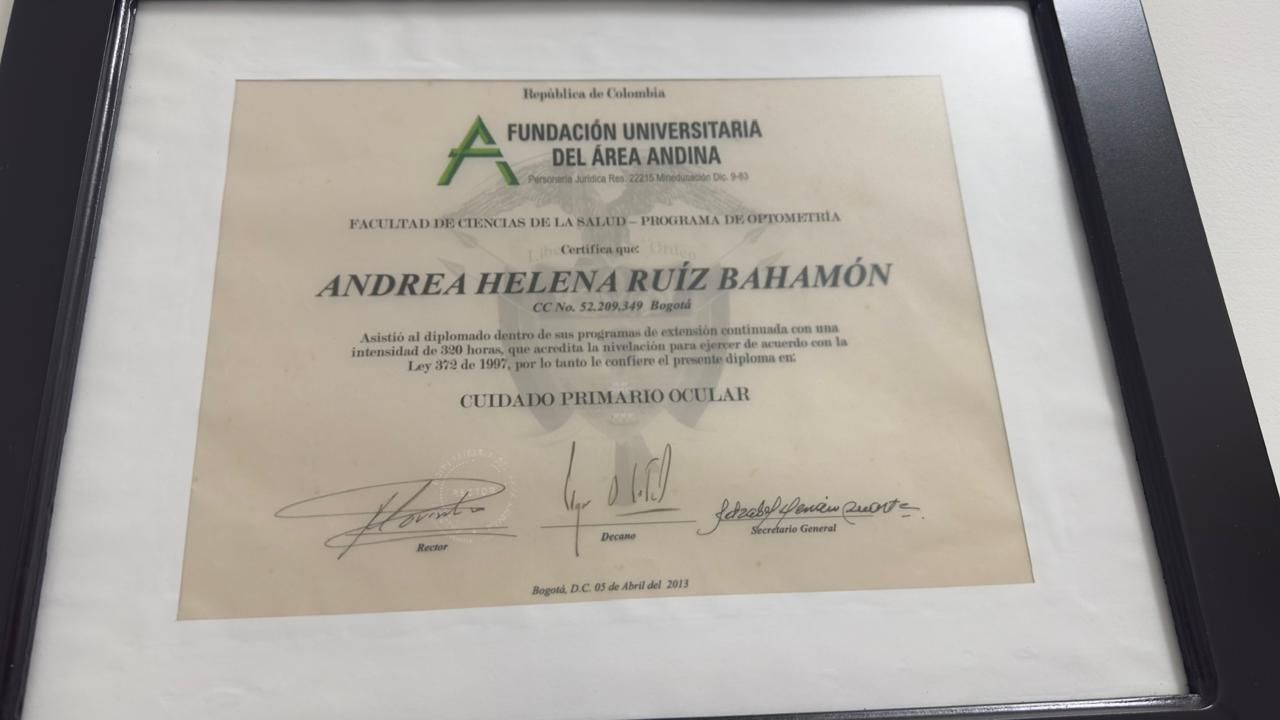 República de Colombia
FUNDACIÓN UNIVERSITARIA
DEL ÁREA ANDINA
Personería Jurídica Res. 22215 Mineducación Dic. 9-83
FACULTAD DE CIENCIAS DE LA SALUD – PROGRAMA DE OPTOMETRÍA
Certifica que:
ANDREA HELENA RUÍZ BAHAMÓN
CC No. 52.209.349 Bogotá
Asistió al diplomado dentro de sus programas de extensión continuada con una
intensidad de 320 horas, que acredita la nivelación para ejercer de acuerdo con la
Ley 372 de 1997, por lo tanto le confiere el presente diploma en:
CUIDADO PRIMARIO OCULAR
Rector
Decano
Secretario General
Bogotá, D.C. 05 de Abril del 2013